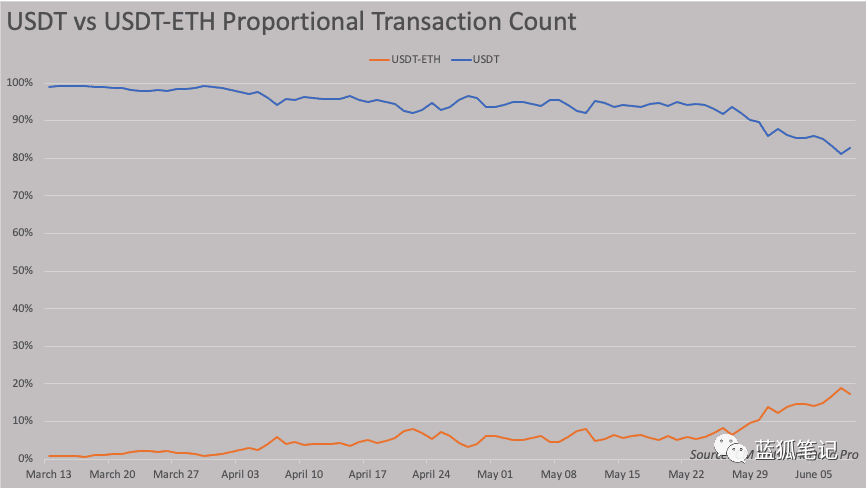 USDT vs USDT-ETH Proportional Transaction Count
USDT-ETH USDT
100%
90%
80%
70%
60%
50%
40%
30%
20%
10%
0%
March 13 March 20 March 27 April 03 April 10 April 17 April 24 May 01 May 08 May 15 May 22 May 29 June 05
蓝狐笔记
Pro